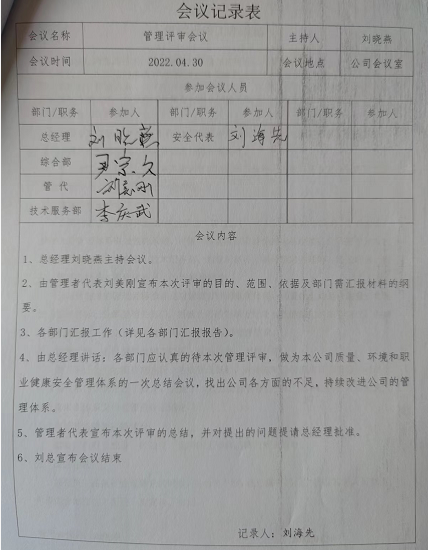 会议记录表
会议名称 管理评审会议 主持人 刘晓燕
会议时间 2022.04.30 会议地点 公司会议室
参加会议人员
部门/职务 参加人 部门/职务 参加人 部门/职务 参加人
总经理 刘晓燕 安全代表 刘海先
综合部
管代
技术服务部 李庆武
会议内容
1、总经理刘晓燕主持会议。
2、由管理者代表刘美刚宣布本次评审的目的、范围、依据及部门需汇报材料的纲
要。
3、各部门汇报工作（详见各部门汇报报告）。
4、由总经理讲话：各部门应认真的待本次管理评审，做为本公司质量、环境和职
业健康安全管理体系的一次总结会议，找出公司各方面的不足，持续改进公司的管
理体系。
5、管理者代表宣布本次评审的总结，并对提出的问题提请总经理批准。
6、刘总宣布会议结束
记录人：刘海先